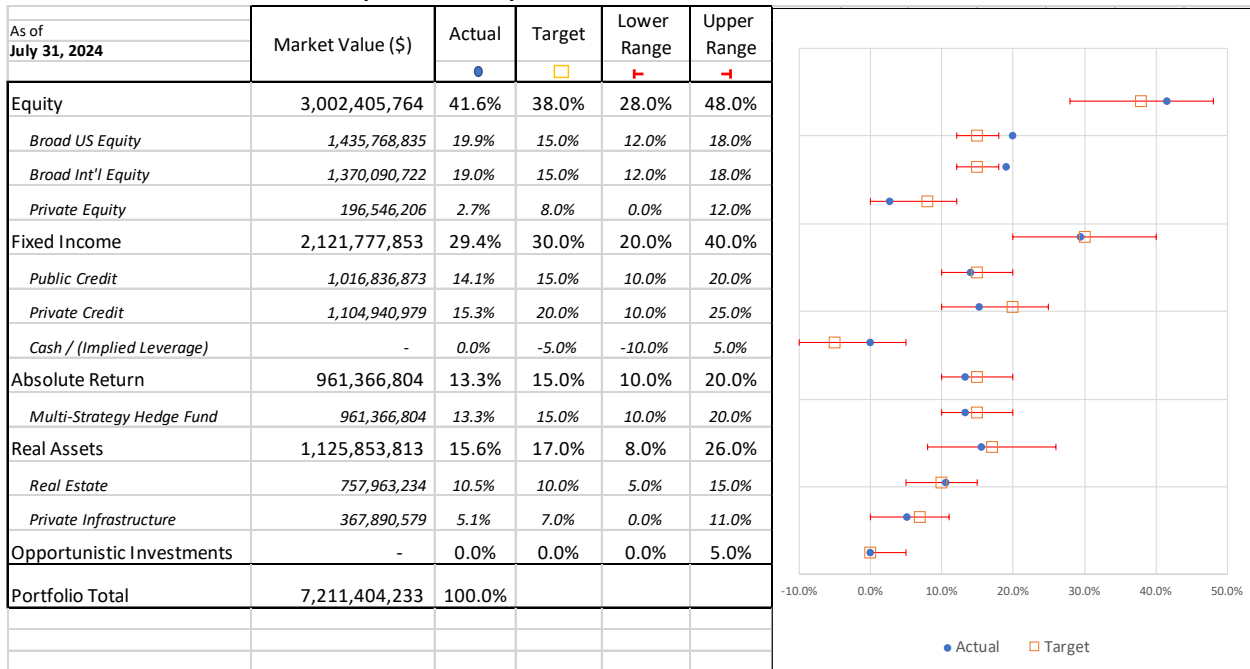 As of
July 31, 2024
Market Value ($) Actual Target Lower Range Upper Range
Equity 3,002,405,764 41.6% 38.0% 28.0% 48.0%
Broad US Equity 1,435,768,835 19.9% 15.0% 12.0% 18.0%
Broad Int'l Equity 1,370,090,722 19.0% 15.0% 12.0% 18.0%
Private Equity 196,546,206 2.7% 8.0% 0.0% 12.0%
Fixed Income 2,121,777,853 29.4% 30.0% 20.0% 40.0%
Public Credit 1,016,836,873 14.1% 15.0% 10.0% 20.0%
Private Credit 1,104,940,979 15.3% 20.0% 10.0% 25.0%
Cash / (Implied Leverage) - 0.0% -5.0% -10.0% 5.0%
Absolute Return 961,366,804 13.3% 15.0% 10.0% 20.0%
Multi-Strategy Hedge Fund 961,366,804 13.3% 15.0% 10.0% 20.0%
Real Assets 1,125,853,813 15.6% 17.0% 8.0% 26.0%
Real Estate 757,963,234 10.5% 10.0% 5.0% 15.0%
Private Infrastructure 367,890,579 5.1% 7.0% 0.0% 11.0%
Opportunistic Investments - 0.0% 0.0% 0.0% 5.0%
Portfolio Total 7,211,404,233 100.0%
-10.0% 0.0% 10.0% 20.0% 30.0% 40.0% 50.0%
Actual Target